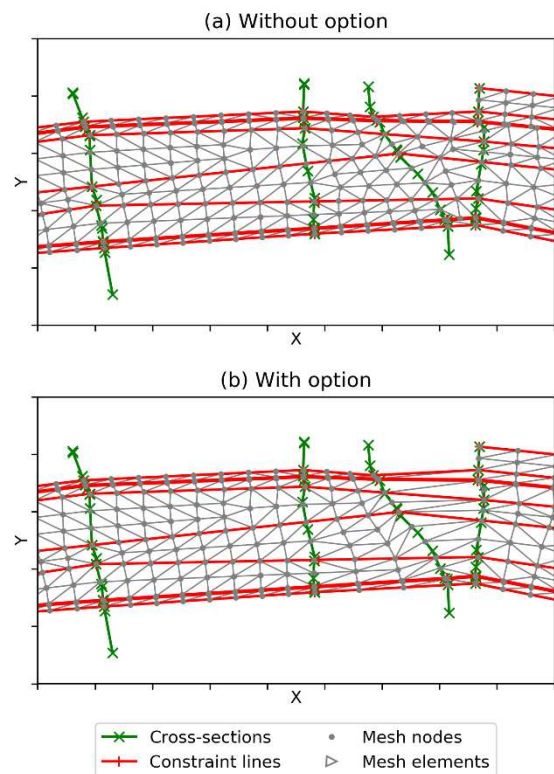 (a) Without option
Y
X
(b) With option
Y
X
Cross-sections
Mesh nodes
Constraint lines
Mesh elements